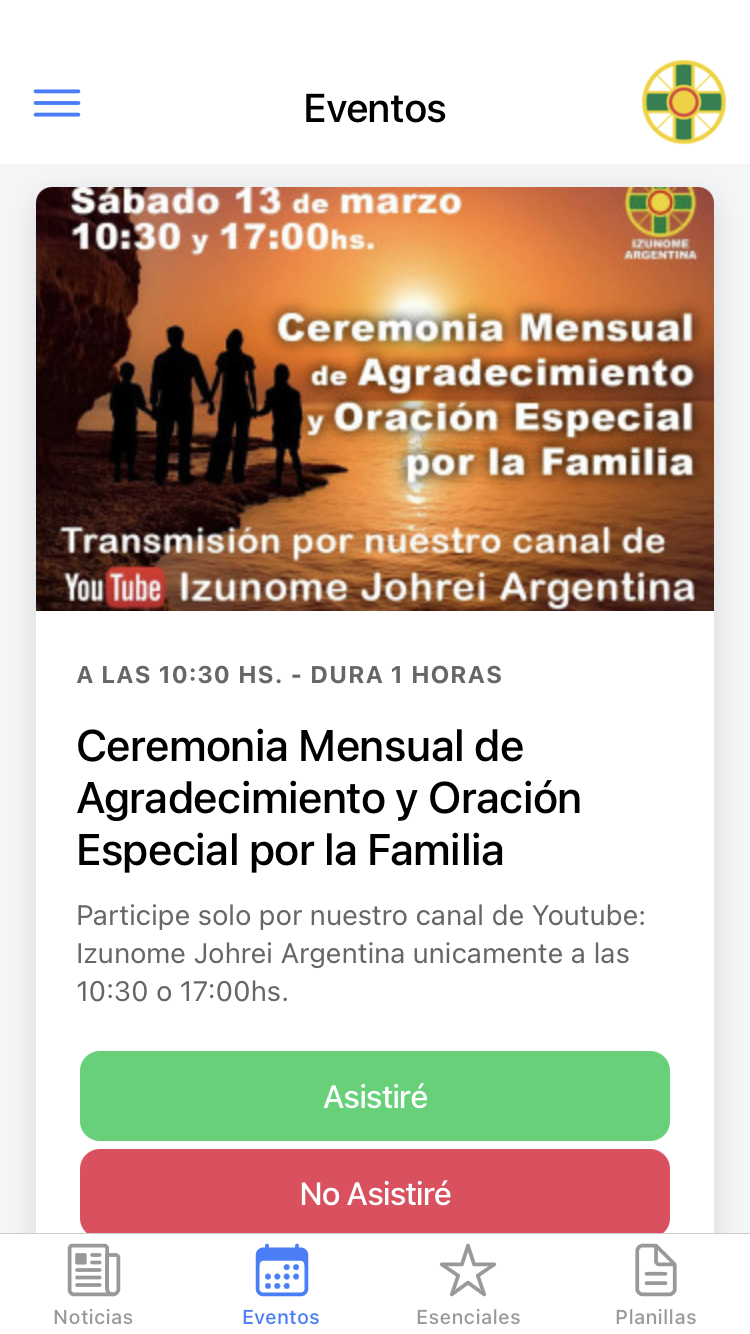 Eventos
Sábado 13 de marzo
10:30 y 17:00hs.
IZUNOME
ARGENTINA
Ceremonia Mensual
de Agradecimiento
y Oración Especial
por la Familia
Transmisión por nuestro canal de
YouTube Izunome Johrei Argentina
A LAS 10:30 HS. - DURA 1 HORAS
Ceremonia Mensual de
Agradecimiento y Oración
Especial por la Familia
Participe solo por nuestro canal de Youtube:
Izunome Johrei Argentina unicamente a las
10:30 o 17:00hs.
Asistiré
No Asistiré
Noticias
Eventos
Esenciales
Planillas